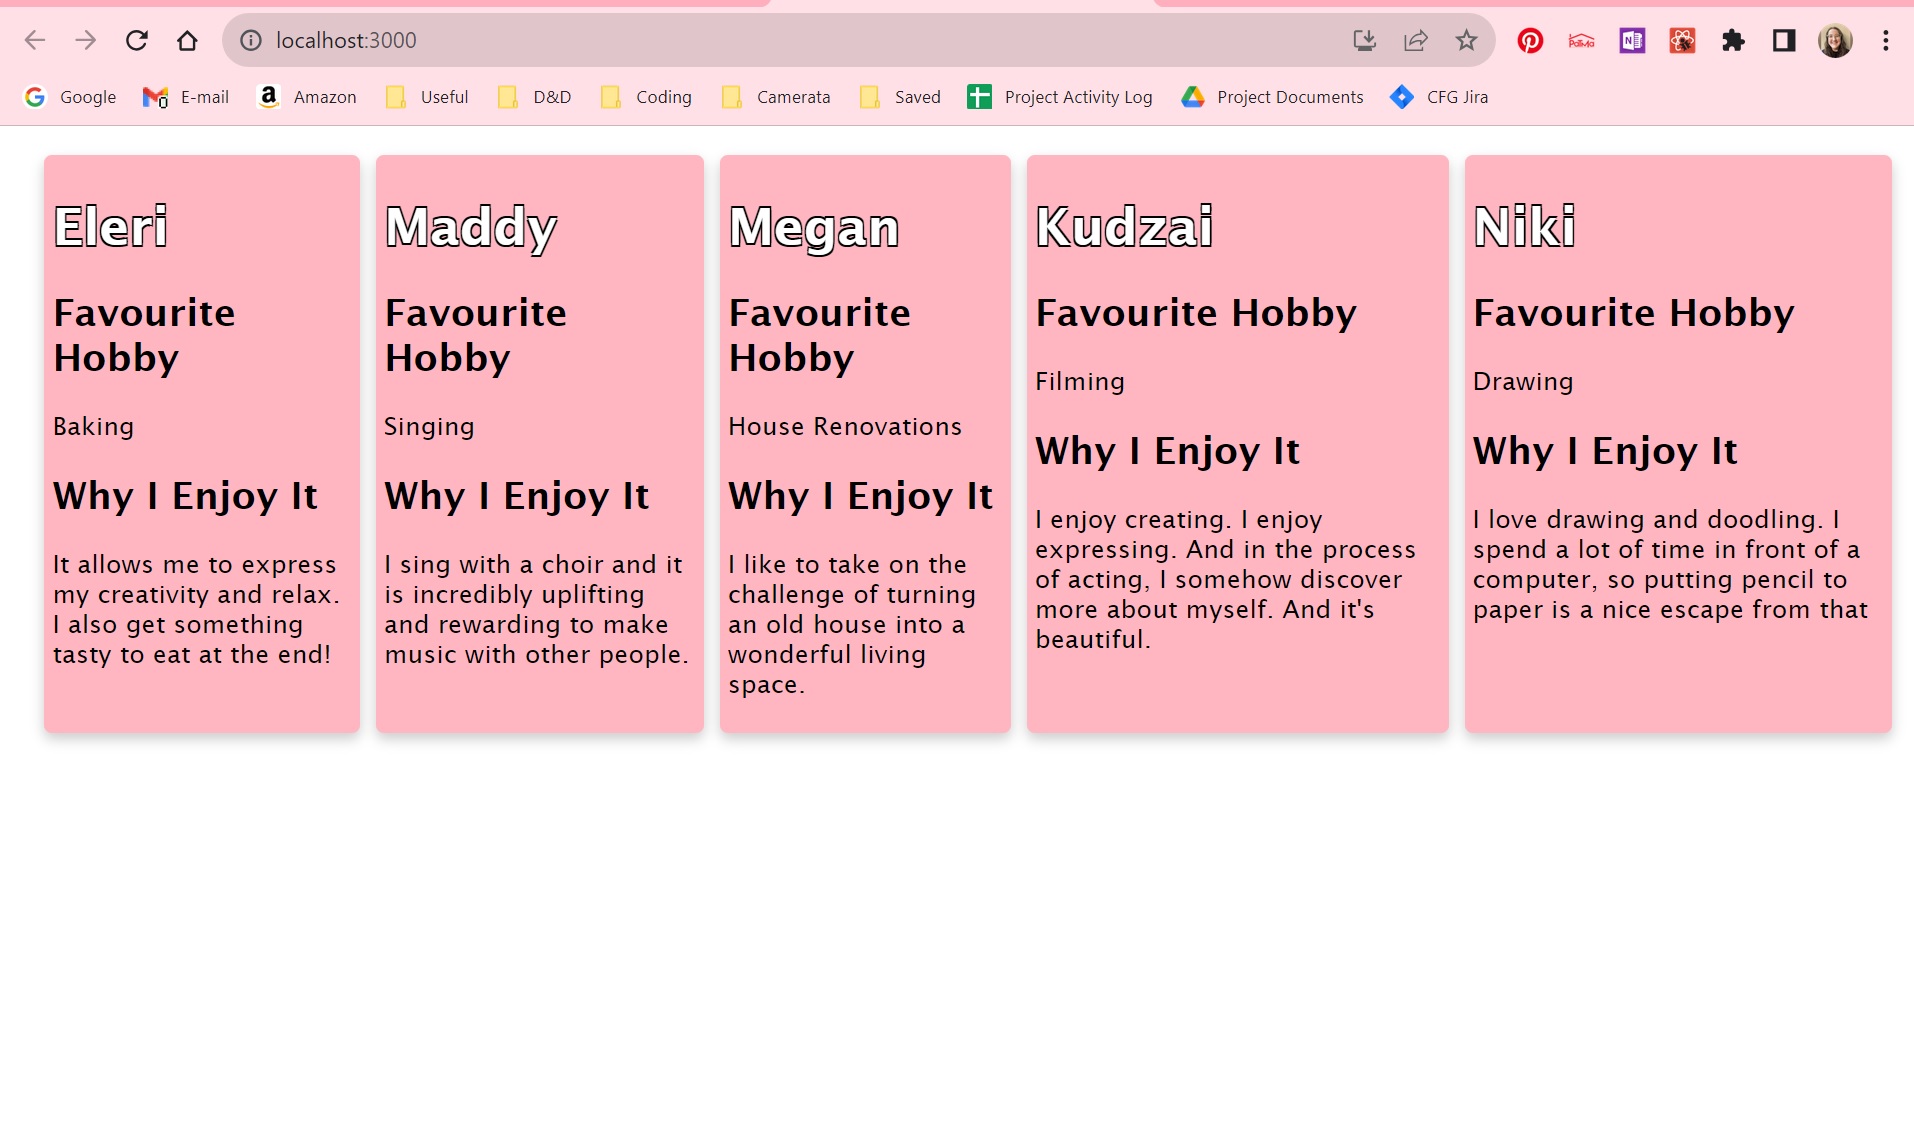 localhost:3000
Google E-mail Amazon Useful D&D Coding Camerata Saved Project Activity Log Project Documents CFG Jira
Eleri
Favourite
Hobby
Baking
Why I Enjoy It
It allows me to express
my creativity and relax.
I also get something
tasty to eat at the end!
Maddy
Favourite
Hobby
Singing
Why I Enjoy It
I sing with a choir and it
is incredibly uplifting
and rewarding to make
music with other people.
Megan
Favourite
Hobby
House Renovations
Why I Enjoy It
I like to take on the
challenge of turning
an old house into a
wonderful living
space.
Kudzai
Favourite Hobby
Filming
Why I Enjoy It
I enjoy creating. I enjoy
expressing. And in the process
of acting, I somehow discover
more about myself. And it's
beautiful.
Niki
Favourite Hobby
Drawing
Why I Enjoy It
I love drawing and doodling. I
spend a lot of time in front of a
computer, so putting pencil to
paper is a nice escape from that